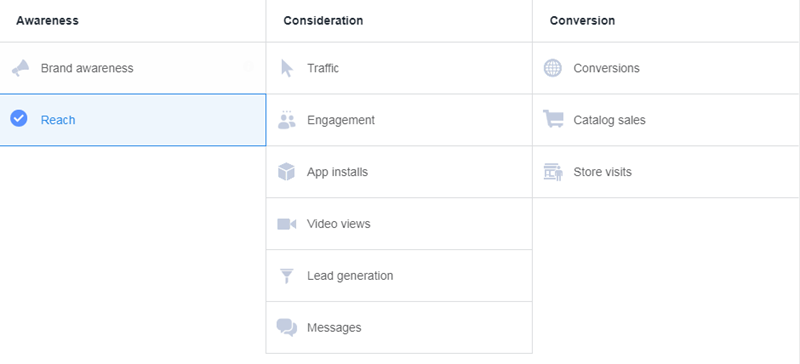 Awareness
Consideration
Conversion
Brand awareness
Traffic
Conversions
Reach
Engagement
Catalog sales
App installs
Store visits
Video views
Lead generation
Messages